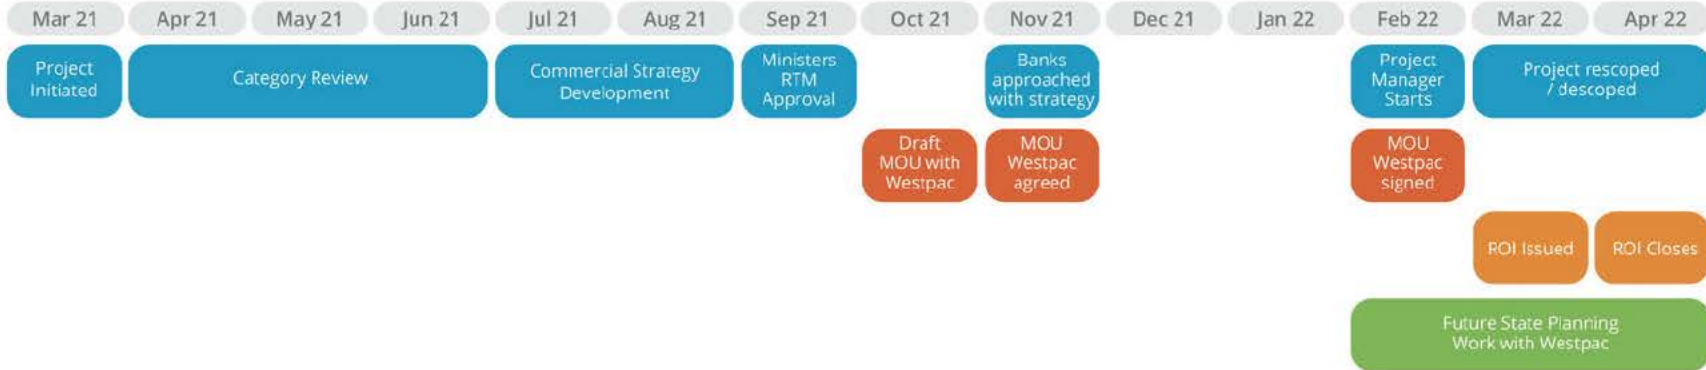 Mar 21 Apr 21 May 21 Jun 21 Jul 21 Aug 21 Sep 21 Oct 21 Nov 21 Dec 21 Jan 22 Feb 22 Mar 22 Apr 22
Project
Initiated
Category Review
Commercial Strategy
Development
Ministers
RTM
Approval
Banks
approached
with strategy
Project
Manager
Starts
Project rescoped
/ descoped
Draft
MOU with
Westpac
MOU
Westpac
agreed
MOU
Westpac
signed
ROI Issued
ROI Closes
Future State Planning
Work with Westpac